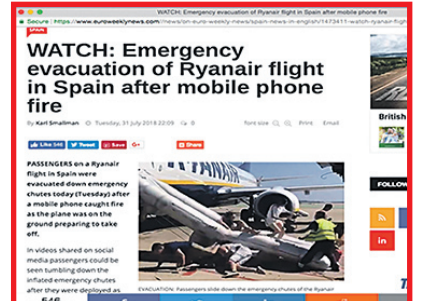 WATCH: Emergency evacuation of Ryanair flight in Spain after mobile phone fire
Secure | https://www.euroweeklynews.com/news/on-euro-weekly-news/spain-news-in-english/1473411-watch-ryanair-fligh
SPAIN
WATCH: Emergency
evacuation of Ryanair flight
in Spain after mobile phone
fire
By Karl Smallman Tuesday, 31 July 2018 22:09 0 font size Print Email
Like 546 Tweet Save G+ Share
PASSENGERS on a Ryanair
flight in Spain were
evacuated down emergency
chutes today (Tuesday) after
a mobile phone caught fire
as the plane was on the
ground preparing to take
off.
In videos shared on social
media passengers could be
seen tumbling down the
inflated emergency chutes
after they were deployed as
RYANAIR
EVACUATION: Passengers slide down the emergency chutes of the Ryanair
British
FOLLOW
in
546